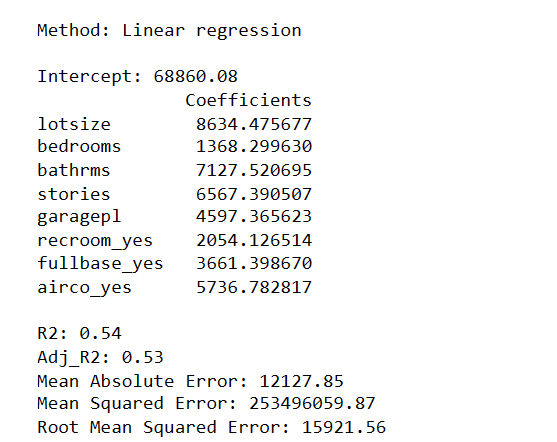 Method: Linear regression
Intercept: 68860.08
Coefficients
lotsize 8634.475677
bedrooms 1368.299630
bathrms 7127.520695
stories 6567.390507
garagepl 4597.365623
recroom_yes 2054.126514
fullbase_yes 3661.398670
airco_yes 5736.782817
R2: 0.54
Adj_R2: 0.53
Mean Absolute Error: 12127.85
Mean Squared Error: 253496059.87
Root Mean Squared Error: 15921.56